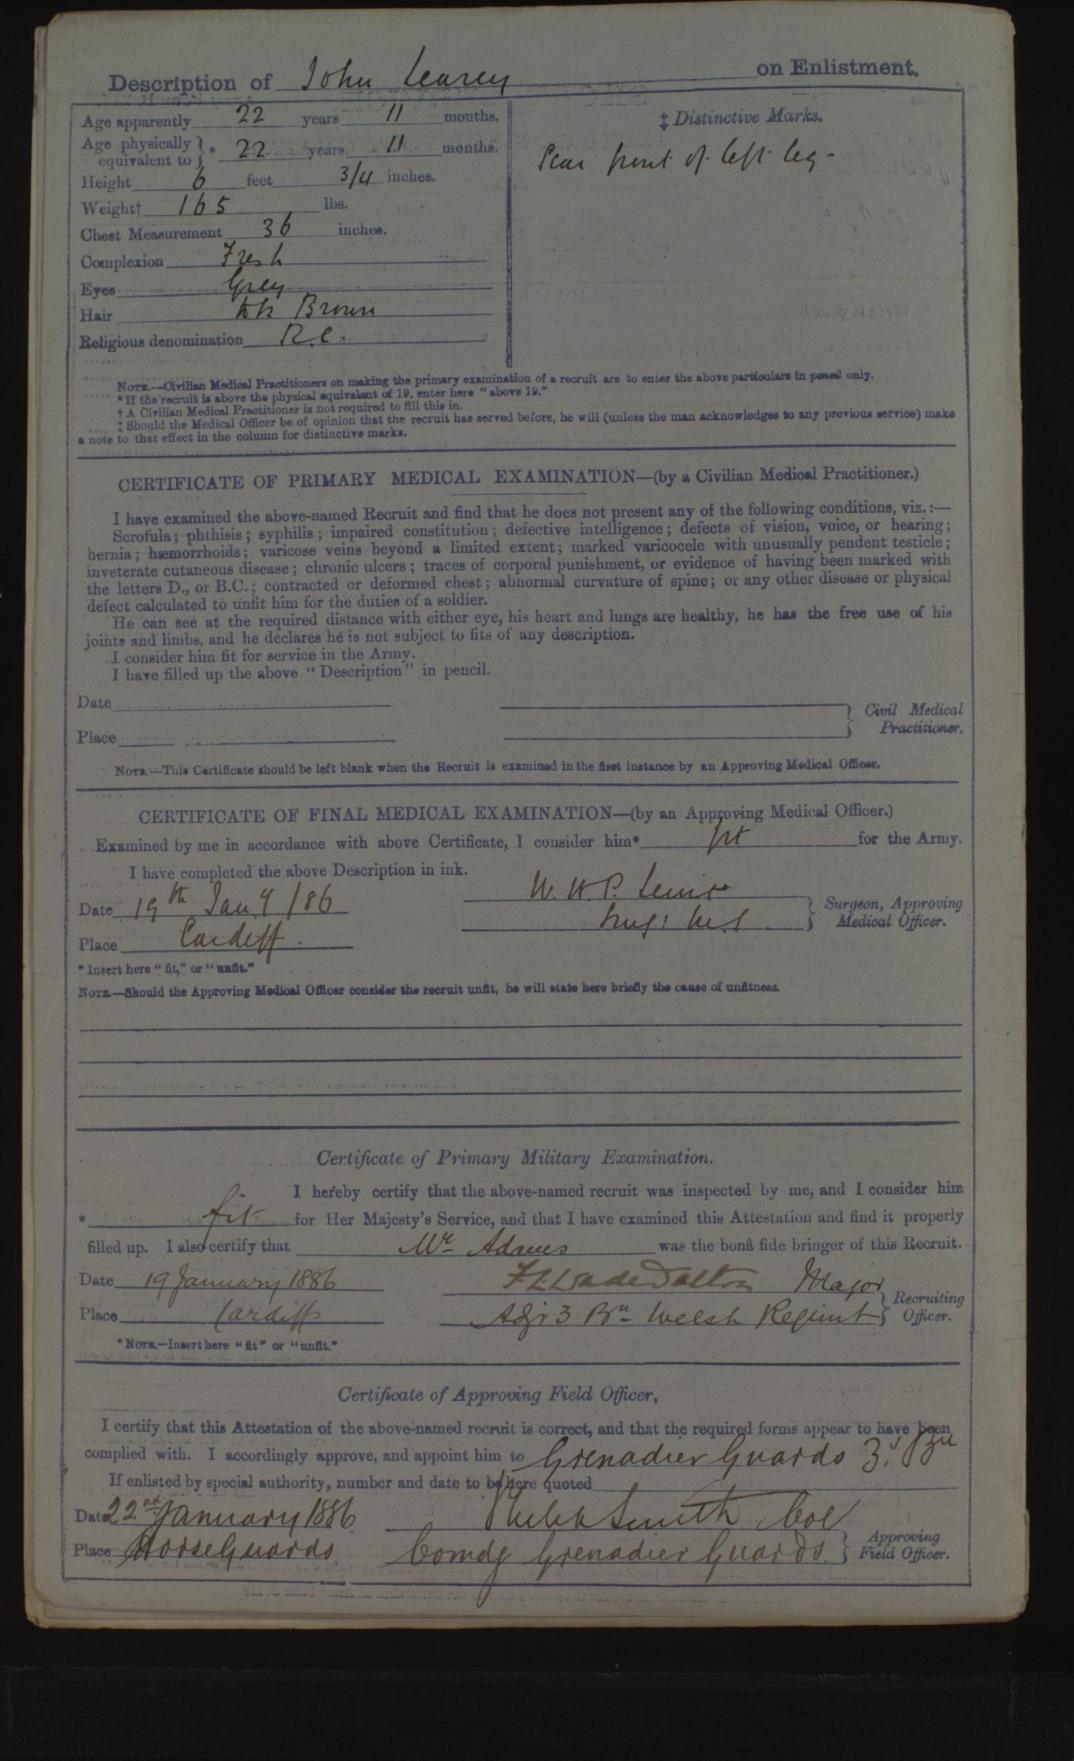 Description of John Learey on Enlistment.
Age apparently 22 years 11 months.
Age physically equivalent to * 22 years 11 months.
Height 6 feet 3/4 inches.
Weight† 165 lbs.
Chest Measurement 36 inches.
Complexion Fresh
Eyes Grey
Hair Dk Brown
Religious denomination R.C.
‡ Distinctive Marks.
Scar front of left leg -
NOTE.—Civilian Medical Practitioners on making the primary examination of a recruit are to enter the above particulars in pencil only.
* If the recruit is above the physical equivalent of 19, enter here "above 19."
† A Civilian Medical Practitioner is not required to fill this in.
‡ Should the Medical Officer be of opinion that the recruit has served before, he will (unless the man acknowledges to any previous service) make
a note to that effect in the column for distinctive marks.
CERTIFICATE OF PRIMARY MEDICAL EXAMINATION—(by a Civilian Medical Practitioner.)
I have examined the above-named Recruit and find that he does not present any of the following conditions, viz.:—
Scrofula; phthisis; syphilis; impaired constitution; defective intelligence; defects of vision, voice, or hearing;
hernia; hæmorrhoids; varicose veins beyond a limited extent; marked varicocele with unusually pendent testicle;
inveterate cutaneous disease; chronic ulcers; traces of corporal punishment, or evidence of having been marked with
the letters D., or B.C.; contracted or deformed chest; abnormal curvature of spine; or any other disease or physical
defect calculated to unfit him for the duties of a soldier.
He can see at the required distance with either eye, his heart and lungs are healthy, he has the free use of his
joints and limbs, and he declares he is not subject to fits of any description.
I consider him fit for service in the Army.
I have filled up the above "Description" in pencil.
Date
Place
Civil Medical
Practitioner.
NOTE.—This Certificate should be left blank when the Recruit is examined in the first instance by an Approving Medical Officer.
CERTIFICATE OF FINAL MEDICAL EXAMINATION—(by an Approving Medical Officer.)
Examined by me in accordance with above Certificate, I consider him* fit for the Army.
I have completed the above Description in ink.
Date 19th Jany /86 W. H. P. Lewis
Surgeon, Approving
Medical Officer.
Place Cardiff.
* Insert here "fit," or "unfit."
NOTE.—Should the Approving Medical Officer consider the recruit unfit, he will state here briefly the cause of unfitness.
Certificate of Primary Military Examination.
I hereby certify that the above-named recruit was inspected by me, and I consider him
* fit for Her Majesty's Service, and that I have examined this Attestation and find it properly
filled up. I also certify that Mr Adams was the bonâ fide bringer of this Recruit.
Date 19 January 1886 Dalton Major
Place Cardiff Adjt 3 Bn Welsh Regiment
Recruiting
Officer.
*NOTE.—Insert here "fit" or "unfit."
Certificate of Approving Field Officer,
I certify that this Attestation of the above-named recruit is correct, and that the required forms appear to have been
complied with. I accordingly approve, and appoint him to Grenadier Guards 3d Bn
If enlisted by special authority, number and date to be here quoted
Date 22nd January 1886 Philip Smith Col
Place Horse Guards Comdg Grenadier Guards.
Approving
Field Officer.